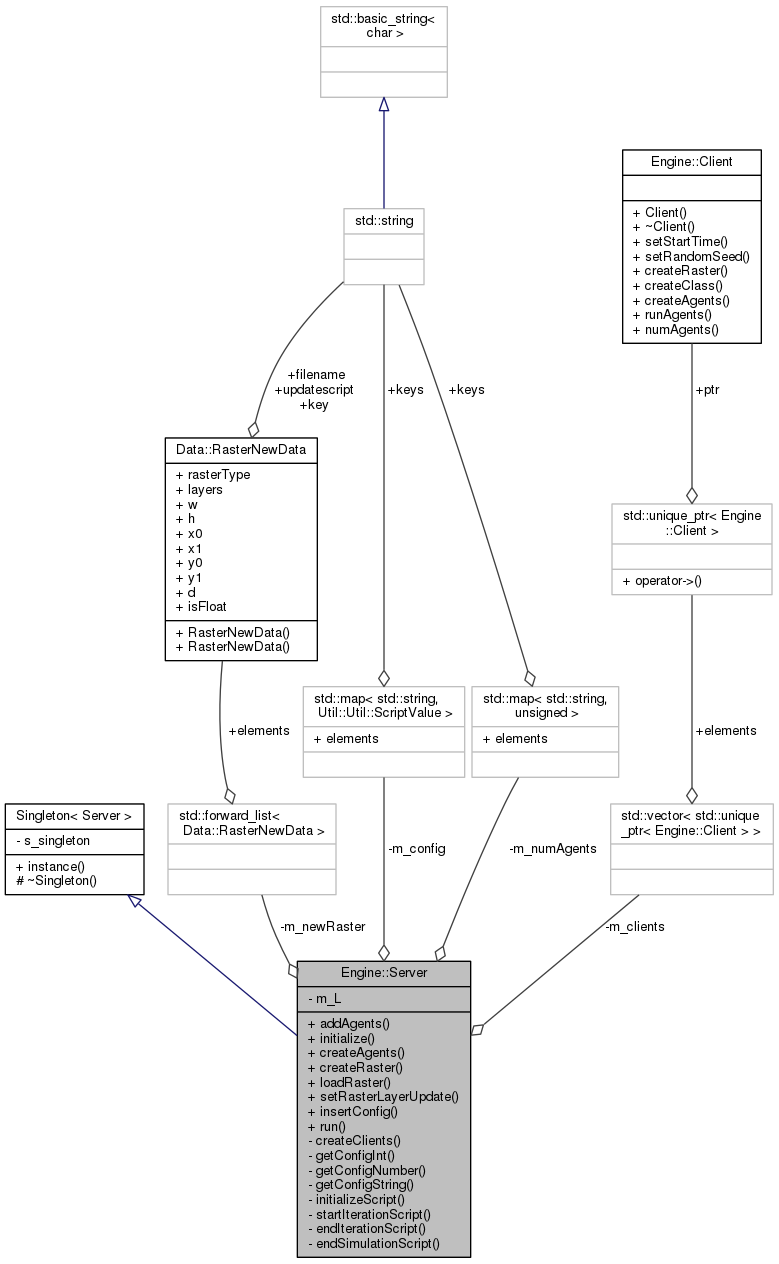 std::basic_string<
char >
std::string
Engine::Client
+ Client()
+ ~Client()
+ setStartTime()
+ setRandomSeed()
+ createRaster()
+ createClass()
+ createAgents()
+ runAgents()
+ numAgents()
+filename
+updatescript
+key
+keys
+keys
+ptr
Data::RasterNewData
+ rasterType
+ layers
+ w
+ h
+ x0
+ x1
+ y0
+ y1
+ d
+ isFloat
+ RasterNewData()
+ RasterNewData()
std::unique_ptr< Engine
::Client >
+ operator->()
+elements
std::map< std::string,
Util::Util::ScriptValue >
+ elements
std::map< std::string,
unsigned >
+ elements
+elements
Singleton< Server >
- s_singleton
+ instance()
# ~Singleton()
std::forward_list<
Data::RasterNewData >
std::vector< std::unique
_ptr< Engine::Client > >
-m_newRaster
-m_config
-m_numAgents
-m_clients
Engine::Server
- m_L
+ addAgents()
+ initialize()
+ createAgents()
+ createRaster()
+ loadRaster()
+ setRasterLayerUpdate()
+ insertConfig()
+ run()
- createClients()
- getConfigInt()
- getConfigNumber()
- getConfigString()
- initializeScript()
- startIterationScript()
- endIterationScript()
- endSimulationScript()